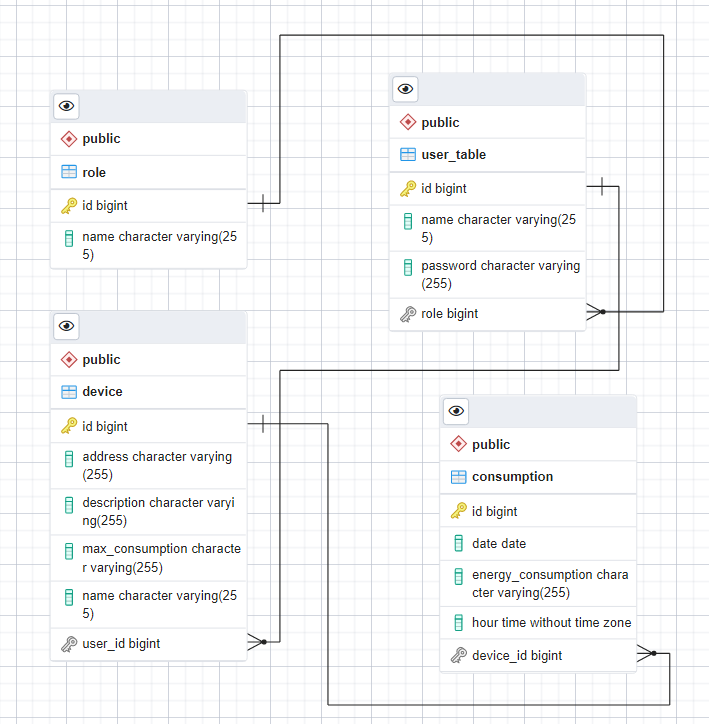 public
role
id bigint
name character varying(25
5)
public
user_table
id bigint
name character varying(25
5)
password character varying
(255)
role bigint
public
device
id bigint
address character varying
(255)
description character varyi
ng(255)
max_consumption characte
r varying(255)
name character varying(25
5)
user_id bigint
public
consumption
id bigint
date date
energy_consumption chara
cter varying(255)
hour time without time zone
device_id bigint